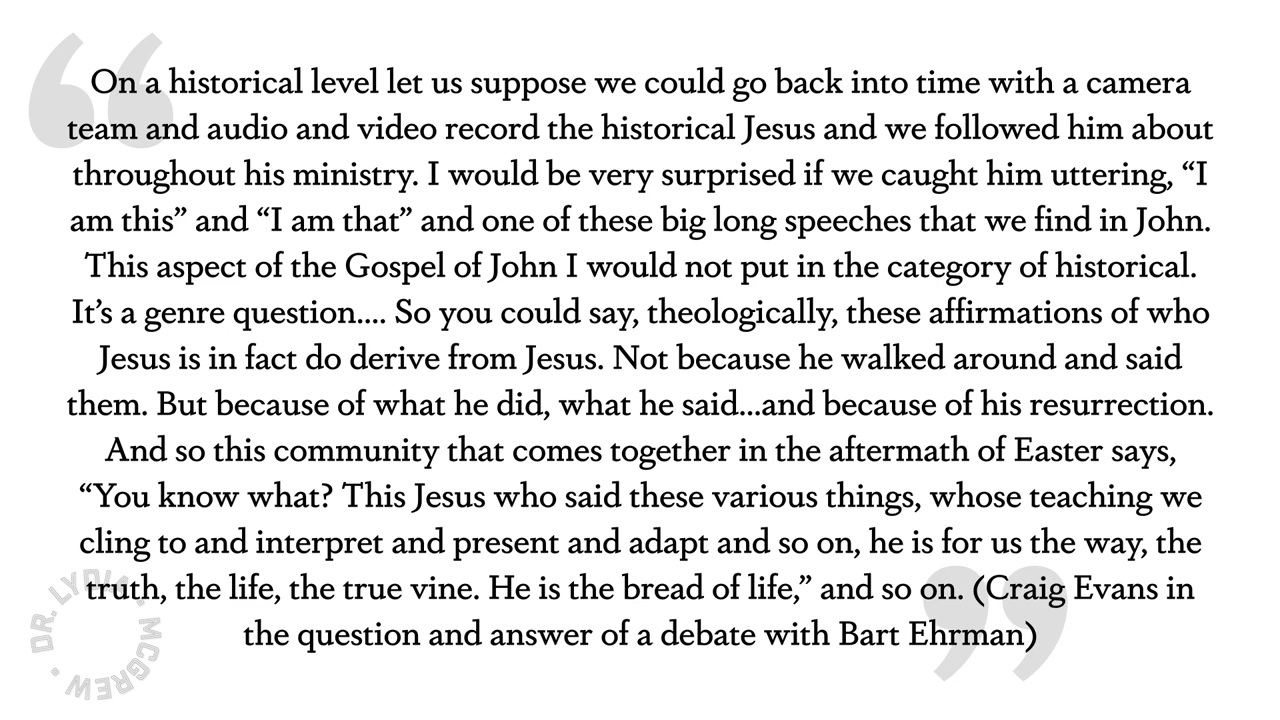 On a historical level let us suppose we could go back into time with a camera
team and audio and video record the historical Jesus and we followed him about
throughout his ministry. I would be very surprised if we caught him uttering, “I
am this” and “I am that” and one of these big long speeches that we find in John.
This aspect of the Gospel of John I would not put in the category of historical.
It’s a genre question.... So you could say, theologically, these affirmations of who
Jesus is in fact do derive from Jesus. Not because he walked around and said
them. But because of what he did, what he said...and because of his resurrection.
And so this community that comes together in the aftermath of Easter says,
“You know what? This Jesus who said these various things, whose teaching we
cling to and interpret and present and adapt and so on, he is for us the way, the
truth, the life, the true vine. He is the bread of life,” and so on. (Craig Evans in
the question and answer of a debate with Bart Ehrman)
DR. LYDIA MCGREW •